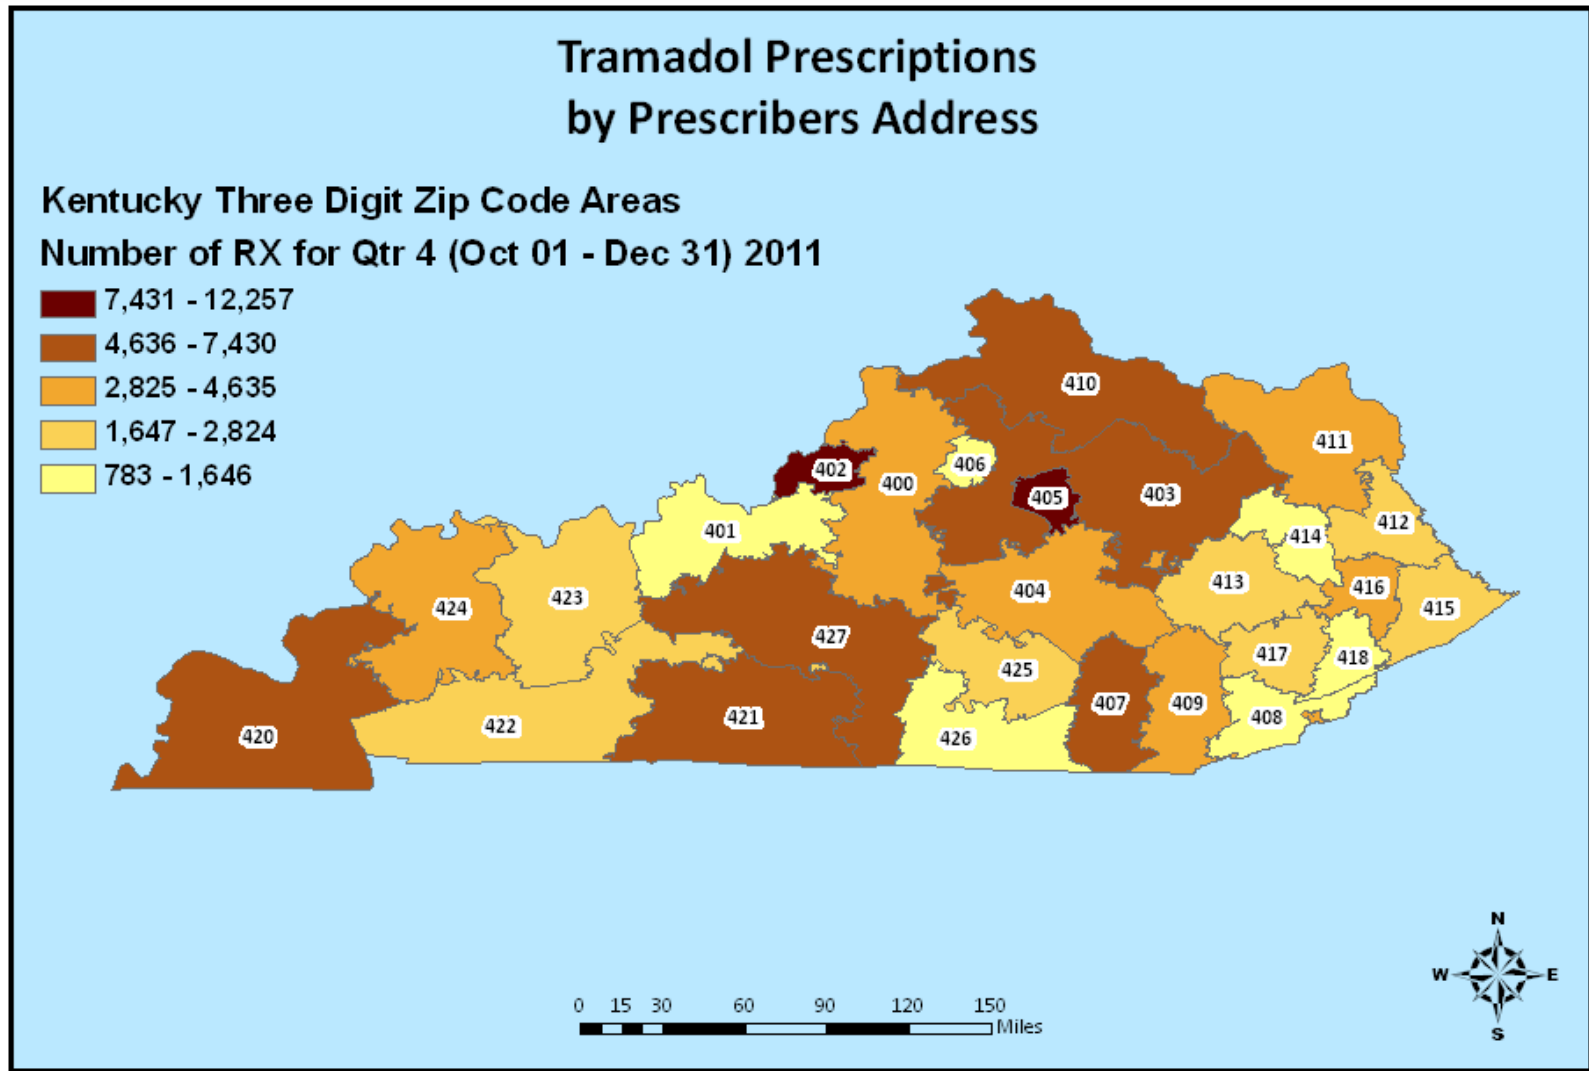 Tramadol Prescriptions
by Prescribers Address
Kentucky Three Digit Zip Code Areas
Number of RX for Qtr 4 (Oct 01 - Dec 31) 2011
7,431 - 12,257
4,636 - 7,430
2,825 - 4,635
1,647 - 2,824
783 - 1,646
410
411
402
406
400
405
403
401
412
414
413
404
416
424
423
415
427
417
418
425
407
409
421
408
422
420
426
N
W E
S
0 15 30 60 90 120 150
Miles